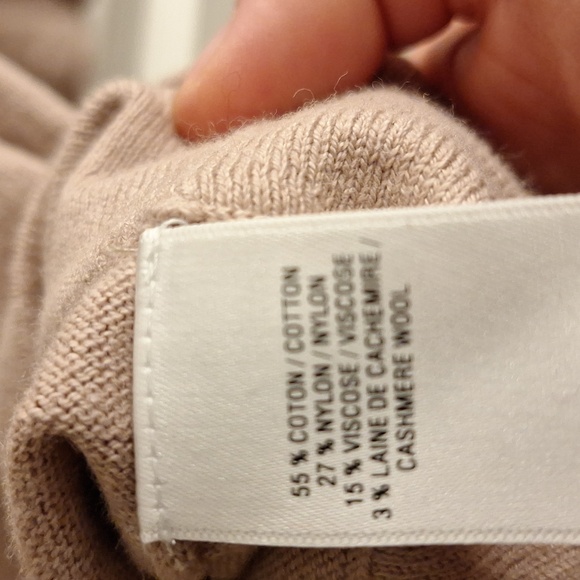 55 % COTON / COTTON
27 % NYLON / NYLON
15 % VISCOSE / VISCOSE
3 % LAINE DE CACHEMIRE /
CASHMERE WOOL